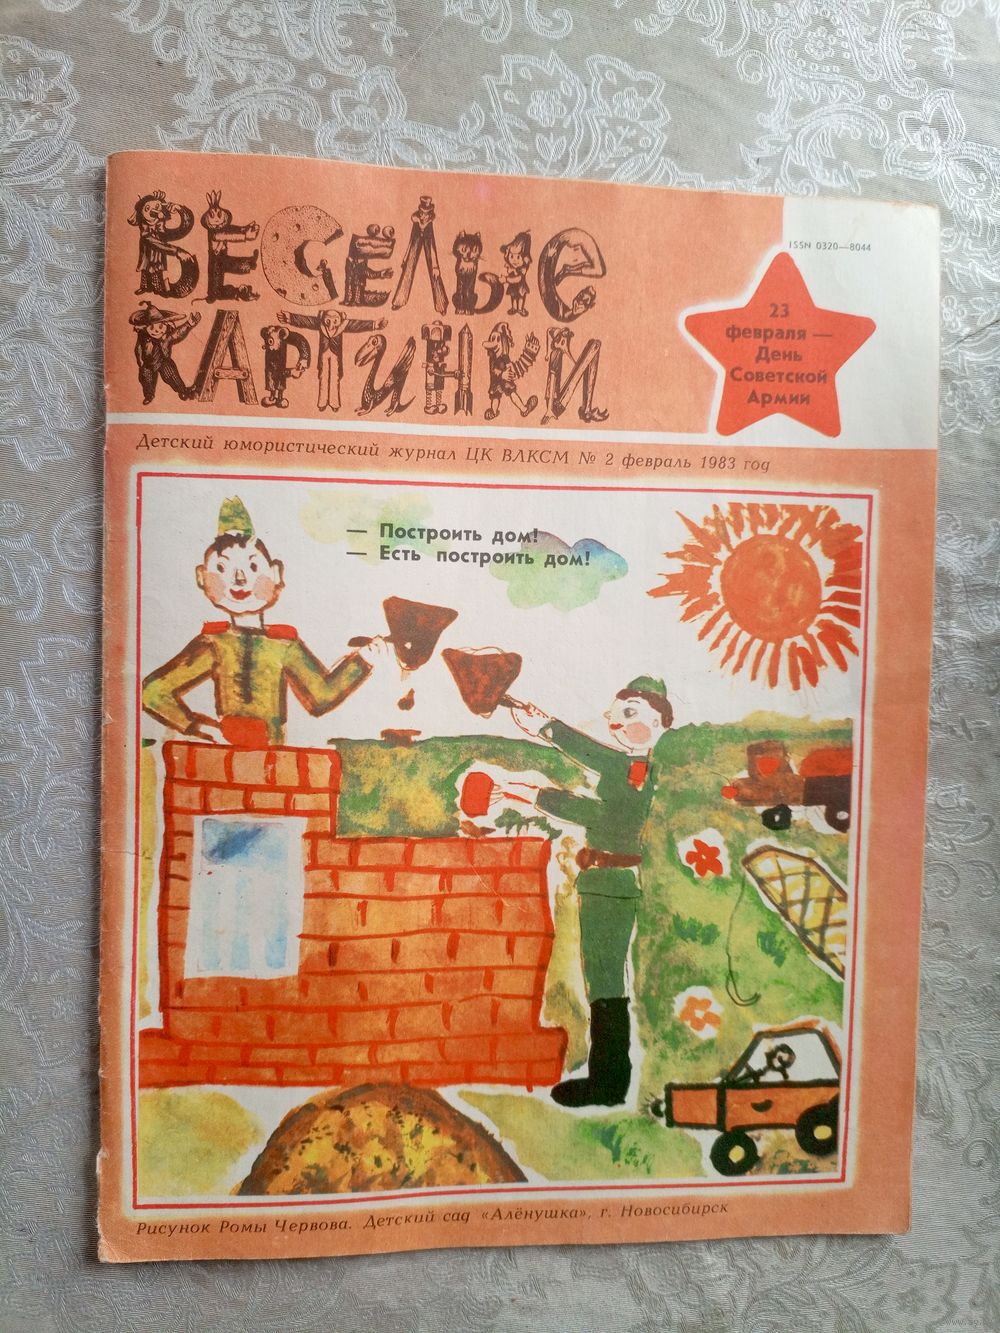 ВЕСЁЛЫЕ
КАРТИНКИ
ISSN 0320—8044
23
февраля —
День
Советской
Армии
Детский юмористический журнал ЦК ВЛКСМ № 2 февраль 1983 год
— Построить дом!
— Есть построить дом!
Рисунок Ромы Червова. Детский сад «Алёнушка», г. Новосибирск